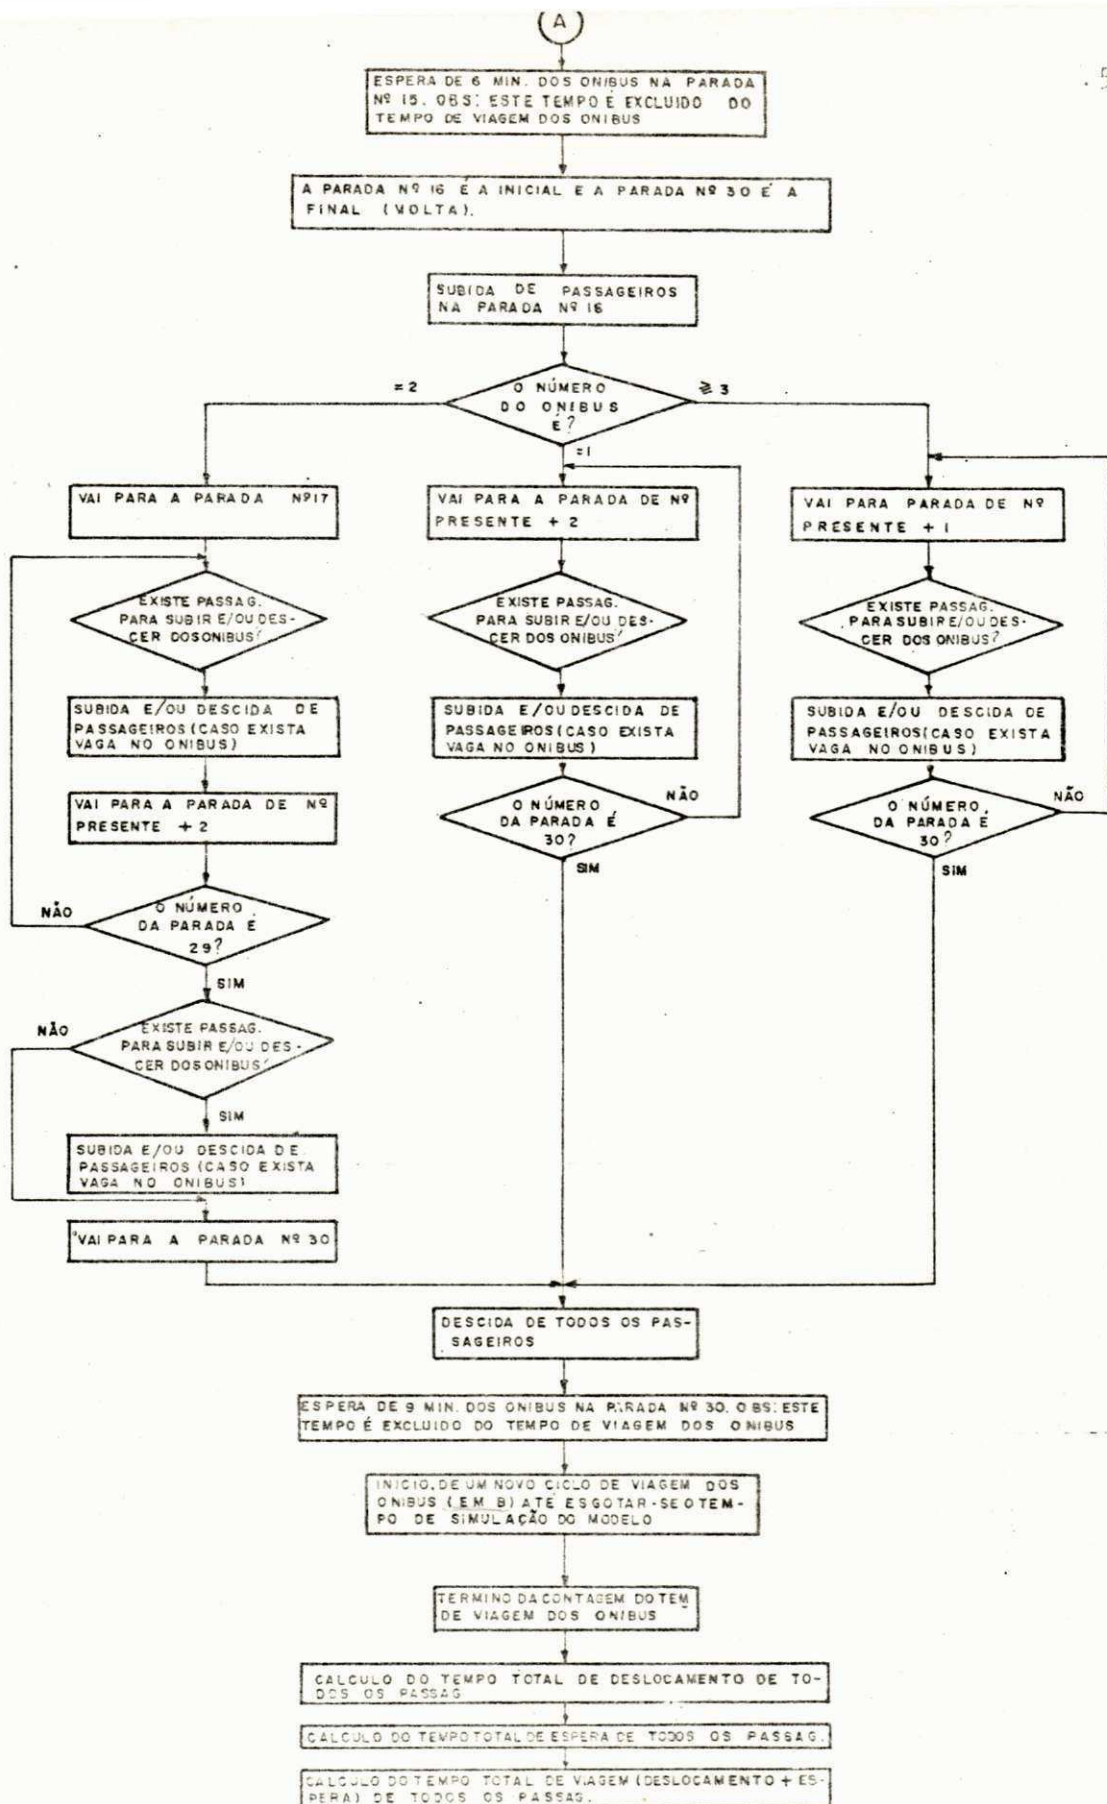 A
ESPERA DE 6 MIN. DOS ONIBUS NA PARADA
Nº 15. OBS: ESTE TEMPO É EXCLUIDO DO
TEMPO DE VIAGEM DOS ONIBUS
A PARADA Nº 16 É A INICIAL E A PARADA Nº 30 É A
FINAL (VOLTA).
SUBIDA DE PASSAGEIROS
NA PARADA Nº 16
O NÚMERO
DO ONIBUS
É?
=2
≧ 3
=1
VAI PARA A PARADA Nº17
EXISTE PASSAG.
PARA SUBIR E/OU DES-
CER DOS ONIBUS?
SUBIDA E/OU DESCIDA DE
PASSAGEIROS (CASO EXISTA
VAGA NO ONIBUS)
VAI PARA A PARADA DE Nº
PRESENTE + 2
O NÚMERO
DA PARADA É
29?
NÃO
SIM
EXISTE PASSAG.
PARA SUBIR E/OU DES-
CER DOS ONIBUS?
NÃO
SIM
SUBIDA E/OU DESCIDA DE
PASSAGEIROS (CASO EXISTA
VAGA NO ONIBUS)
VAI PARA A PARADA Nº 30
VAI PARA A PARADA DE Nº
PRESENTE + 2
EXISTE PASSAG.
PARA SUBIR E/OU DES-
CER DOS ONIBUS?
SUBIDA E/OU DESCIDA DE
PASSAGEIROS (CASO EXISTA
VAGA NO ONIBUS)
O NÚMERO
DA PARADA É
30?
NÃO
SIM
VAI PARA PARADA DE Nº
PRESENTE + 1
EXISTE PASSAG.
PARA SUBIR E/OU DES-
CER DOS ONIBUS?
SUBIDA E/OU DESCIDA DE
PASSAGEIROS (CASO EXISTA
VAGA NO ONIBUS)
O NÚMERO
DA PARADA É
30?
NÃO
SIM
DESCIDA DE TODOS OS PAS-
SAGEIROS
ESPERA DE 9 MIN. DOS ONIBUS NA PARADA Nº 30. OBS: ESTE
TEMPO É EXCLUIDO DO TEMPO DE VIAGEM DOS ONIBUS
INICIO, DE UM NOVO CICLO DE VIAGEM DOS
ONIBUS (EM B) ATÉ ESGOTAR-SE O TEM-
PO DE SIMULAÇÃO DO MODELO
TERMINO DA CONTAGEM DO TEM
DE VIAGEM DOS ONIBUS
CALCULO DO TEMPO TOTAL DE DESLOCAMENTO DE TO-
DOS OS PASSAG
CALCULO DO TEMPO TOTAL DE ESPERA DE TODOS OS PASSAG.
CALCULO DO TEMPO TOTAL DE VIAGEM (DESLOCAMENTO + ES-
PERA) DE TODOS OS PASSAG.